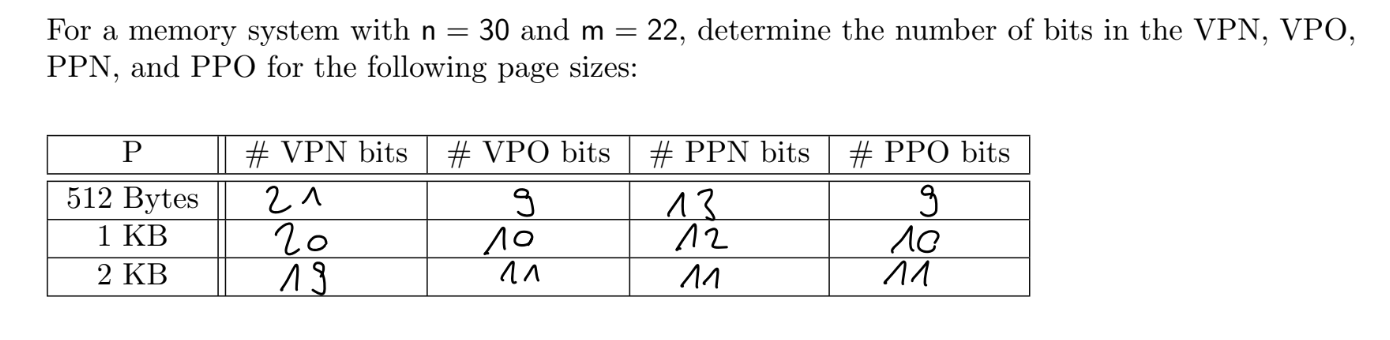 For a memory system with n = 30 and m = 22, determine the number of bits in the VPN, VPO,
PPN, and PPO for the following page sizes:
P # VPN bits # VPO bits # PPN bits # PPO bits
512 Bytes 21 9 13 9
1 KB 20 10 12 10
2 KB 19 11 11 11